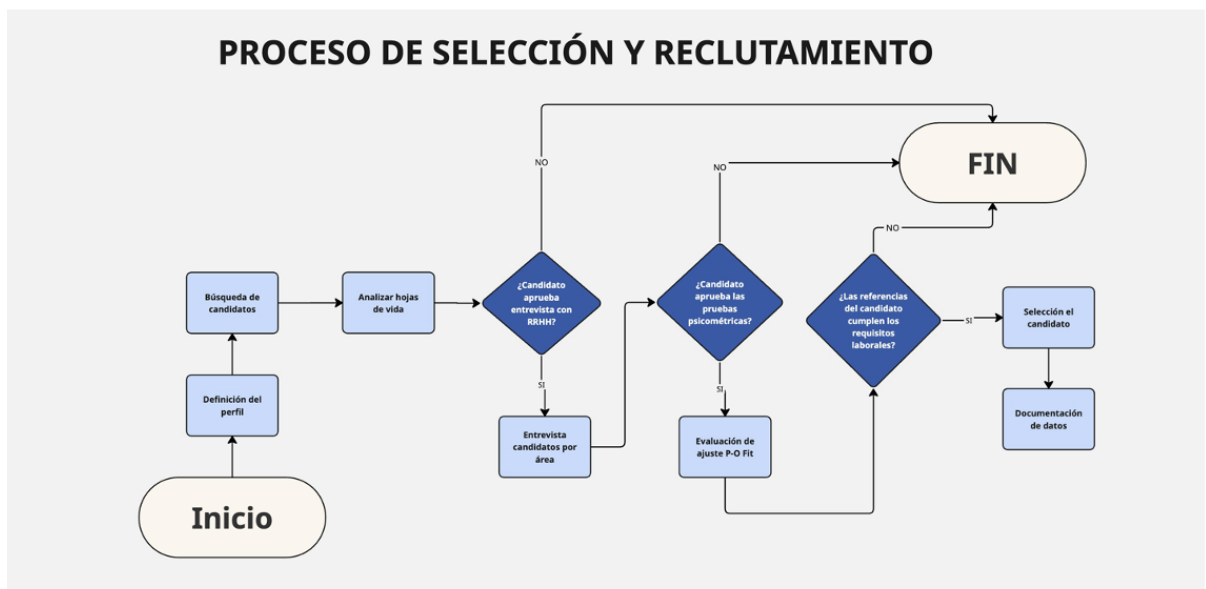 PROCESO DE SELECCIÓN Y RECLUTAMIENTO
Inicio
Definición del
perfil
Búsqueda de
candidatos
Analizar hojas
de vida
¿Candidato
aprueba
entrevista con
RRHH?
NO
SI
Entrevista
candidatos por
área
¿Candidato
aprueba las
pruebas
psicométricas?
NO
SI
Evaluación de
ajuste P-O Fit
¿Las referencias
del candidato
cumplen los
requisitos
laborales?
NO
FIN
SI
Selección el
candidato
Documentación
de datos